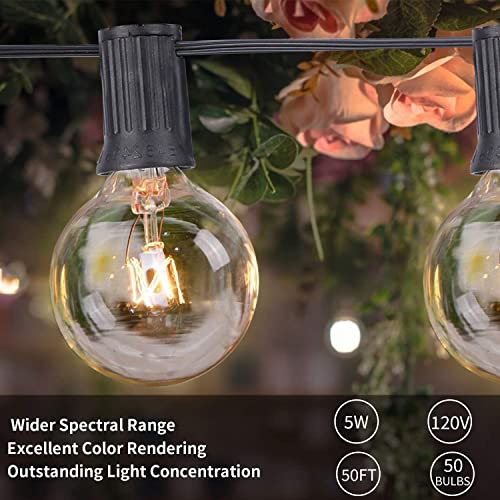 Wider Spectral Range
Excellent Color Rendering
Outstanding Light Concentration
5W
120V
50FT
50
BULBS